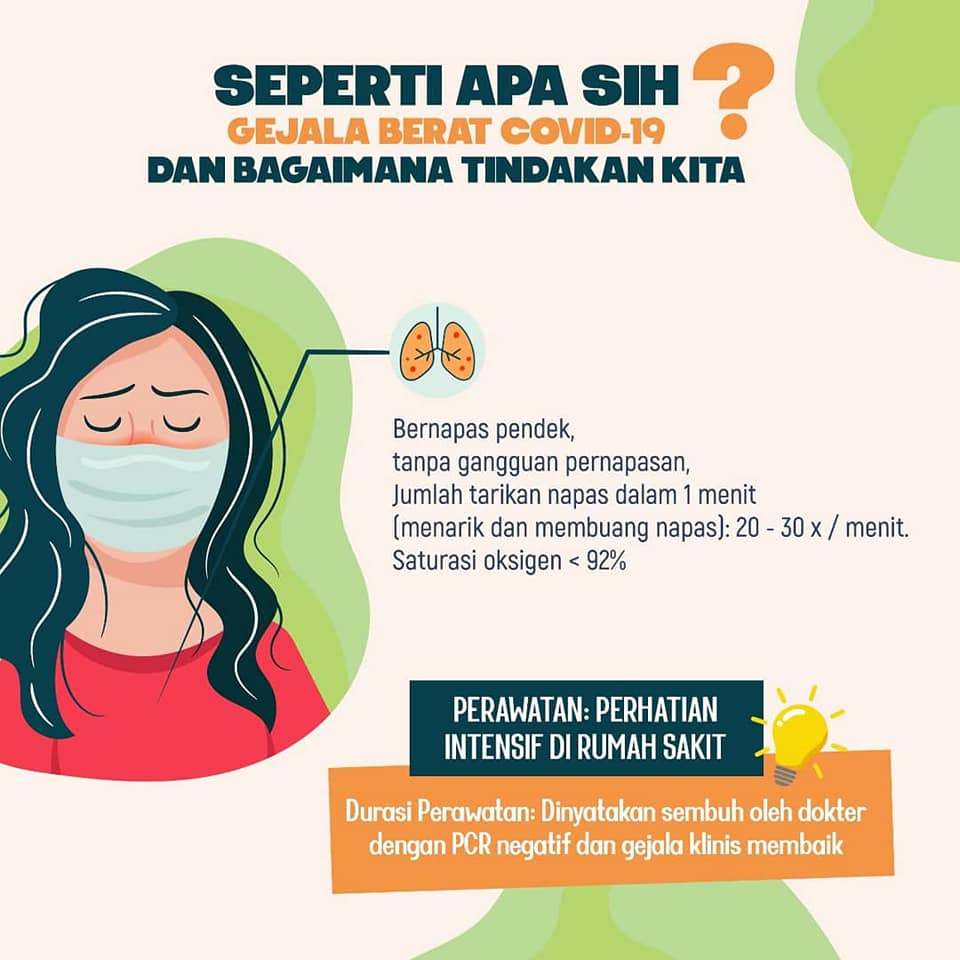 SEPERTI APA SIH ?
GEJALA BERAT COVID-19
DAN BAGAIMANA TINDAKAN KITA
Bernapas pendek,
tanpa gangguan pernapasan,
Jumlah tarikan napas dalam 1 menit
(menarik dan membuang napas): 20 - 30 x / menit.
Saturasi oksigen < 92%
PERAWATAN: PERHATIAN
INTENSIF DI RUMAH SAKIT
Durasi Perawatan: Dinyatakan sembuh oleh dokter
dengan PCR negatif dan gejala klinis membaik